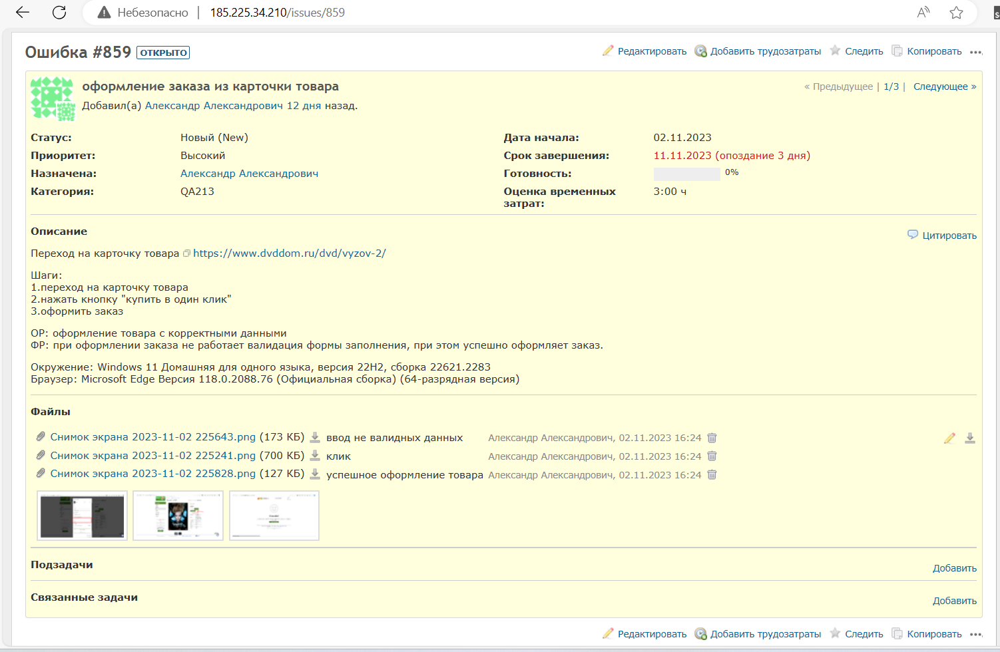 Небезопасно | 185.225.34.210/issues/859
Ошибка #859 ОТКРЫТО
Редактировать Добавить трудозатраты Следить Копировать •••
оформление заказа из карточки товара
« Предыдущее | 1/3 | Следующее »
Добавил(а) Александр Александрович 12 дня назад.
Статус: Новый (New) Дата начала: 02.11.2023
Приоритет: Высокий Срок завершения: 11.11.2023 (опоздание 3 дня)
Назначена: Александр Александрович Готовность: 0%
Категория: QA213 Оценка временных затрат: 3:00 ч
Описание
Цитировать
Переход на карточку товара https://www.dvddom.ru/dvd/vyzov-2/
Шаги:
1.переход на карточку товара
2.нажать кнопку "купить в один клик"
3.оформить заказ
ОР: оформление товара с корректными данными
ФР: при оформлении заказа не работает валидация формы заполнения, при этом успешно оформляет заказ.
Окружение: Windows 11 Домашняя для одного языка, версия 22H2, сборка 22621.2283
Браузер: Microsoft Edge Версия 118.0.2088.76 (Официальная сборка) (64-разрядная версия)
Файлы
Снимок экрана 2023-11-02 225643.png (173 КБ) ввод не валидных данных Александр Александрович, 02.11.2023 16:24
Снимок экрана 2023-11-02 225241.png (700 КБ) клик Александр Александрович, 02.11.2023 16:24
Снимок экрана 2023-11-02 225828.png (127 КБ) успешное оформление товара Александр Александрович, 02.11.2023 16:24
Подзадачи
Добавить
Связанные задачи
Добавить
Редактировать Добавить трудозатраты Следить Копировать •••